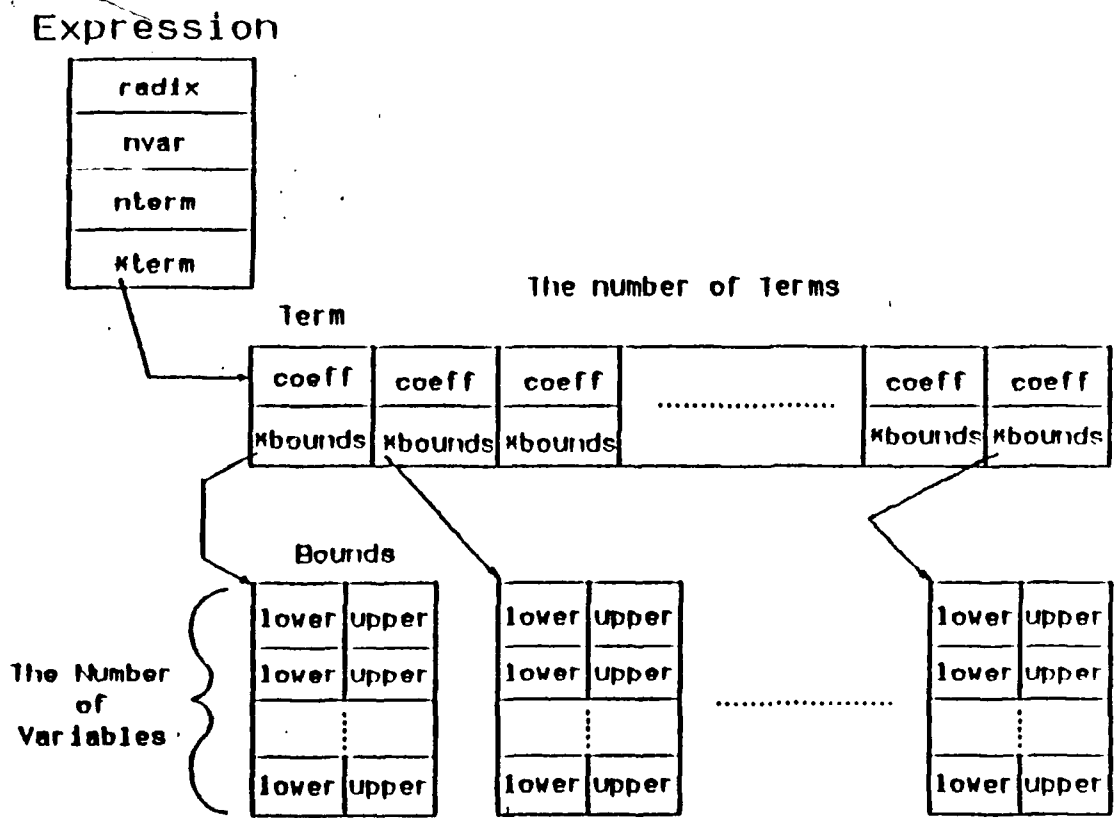 Expression
radix
nvar
nterm
*term
The number of Terms
Term
coeff coeff coeff ................ coeff coeff
*bounds *bounds *bounds *bounds *bounds
Bounds
lower upper lower upper lower upper
lower upper lower upper lower upper
The Number
of
Variables
................
lower upper lower upper lower upper